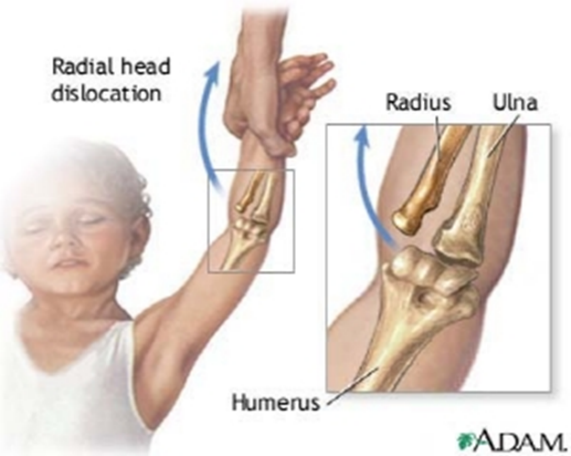 Radial head
dislocation
Radius
Ulna
Humerus
ADAM.